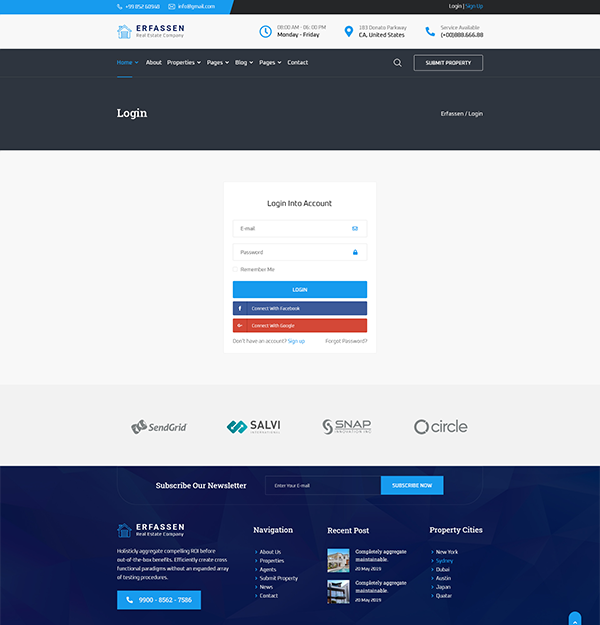 +99 852 60948 info@gmail.com Login | Sign Up
ERFASSEN
Real Estate Company
08:00 AM - 06: 00 PM
Monday - Friday
183 Donato Parkway
CA, United States
Service Available
(+00)888.666.88
Home About Properties Pages Blog Pages Contact SUBMIT PROPERTY
Login
Erfassen / Login
Login Into Account
E-mail
Password
Remember Me
LOGIN
f Connect With Facebook
G+ Connect With Google
Don't have an account? Sign up Forgot Password?
SendGrid
SALVI
INTERNATIONAL
SNAP
INNOVATION INC
circle
Subscribe Our Newsletter
Enter Your E-mail
SUBSCRIBE NOW
ERFASSEN
Real Estate Company
Holisticly aggregate compelling ROI before
out-of-the-box benefits. Efficiently create cross
functional paradigms without an expanded array
of testing procedures.
9900 - 8562 - 7586
Navigation
About Us
Properties
Agents
Submit Property
News
Contact
Recent Post
Completely aggregate
maintainable.
20 May 2019
Completely aggregate
maintainable.
20 May 2019
Property Cities
New York
Sydney
Dubai
Austin
Japan
Quatar